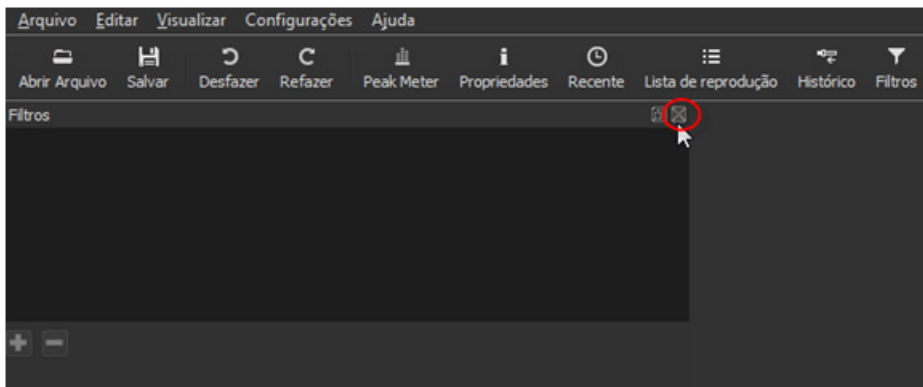 Arquivo Editar Visualizar Configurações Ajuda
Abrir Arquivo Salvar Desfazer Refazer Peak Meter Propriedades Recente Lista de reprodução Histórico Filtros
Filtros